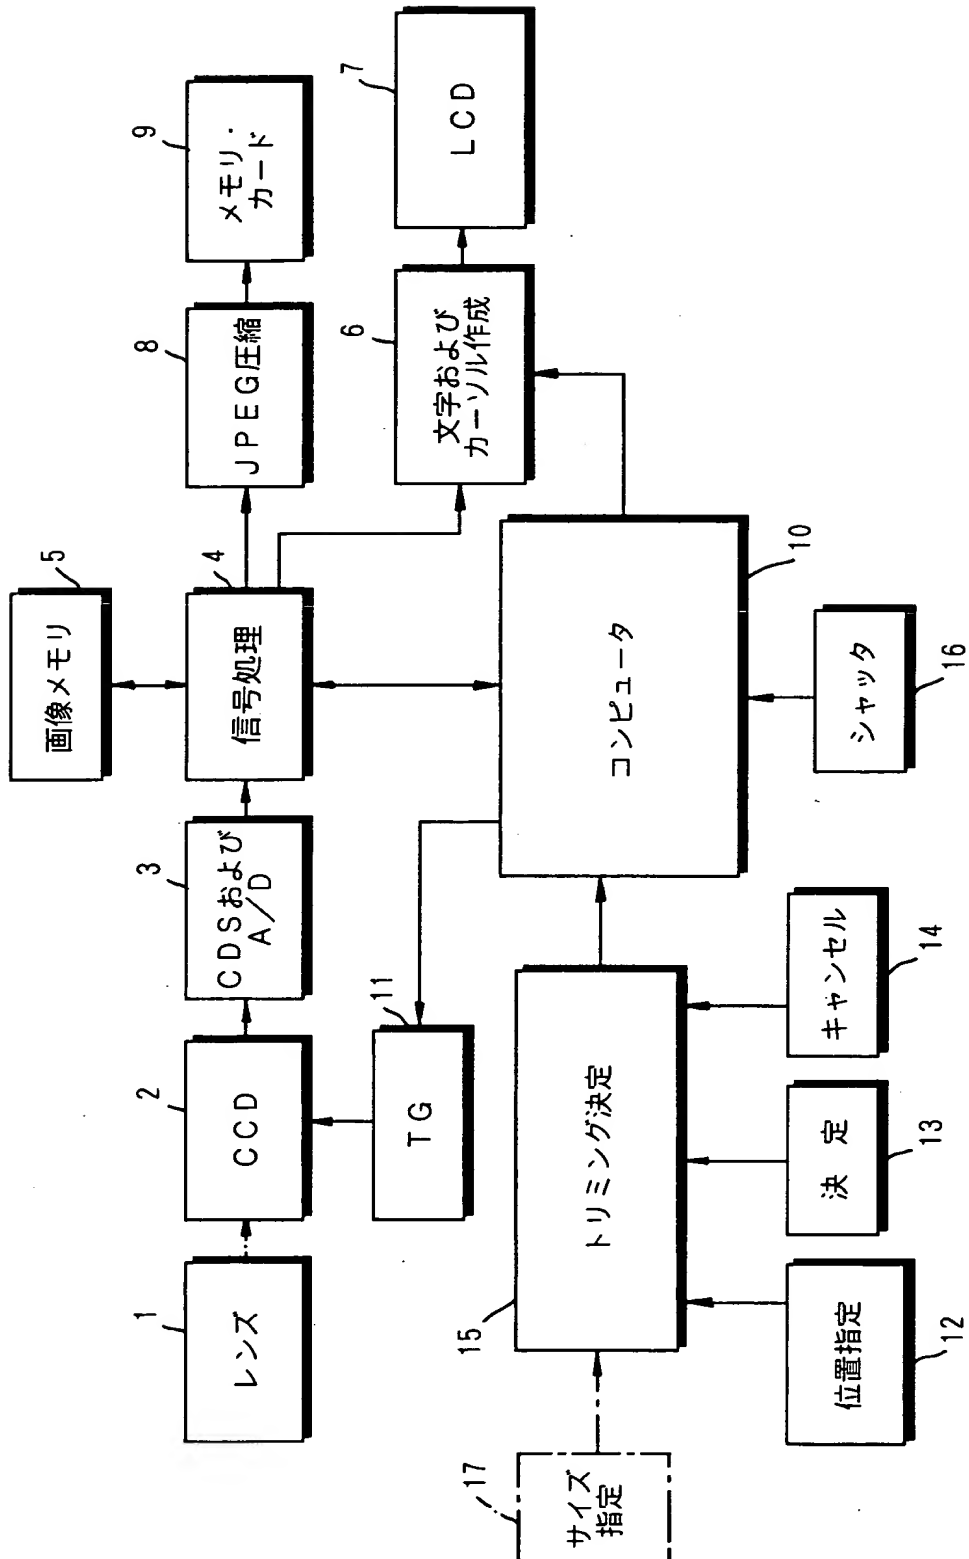 1
レンズ
2
CCD
3
CDSおよび
A/D
4
信号処理
5
画像メモリ
8
JPEG圧縮
9
メモリ・
カード
6
文字および
カーソル作成
7
LCD
11
TG
コンピュータ
10
15
トリミング決定
17
サイズ
指定
位置指定
12
決定
13
キャンセル
14
シャッタ
16